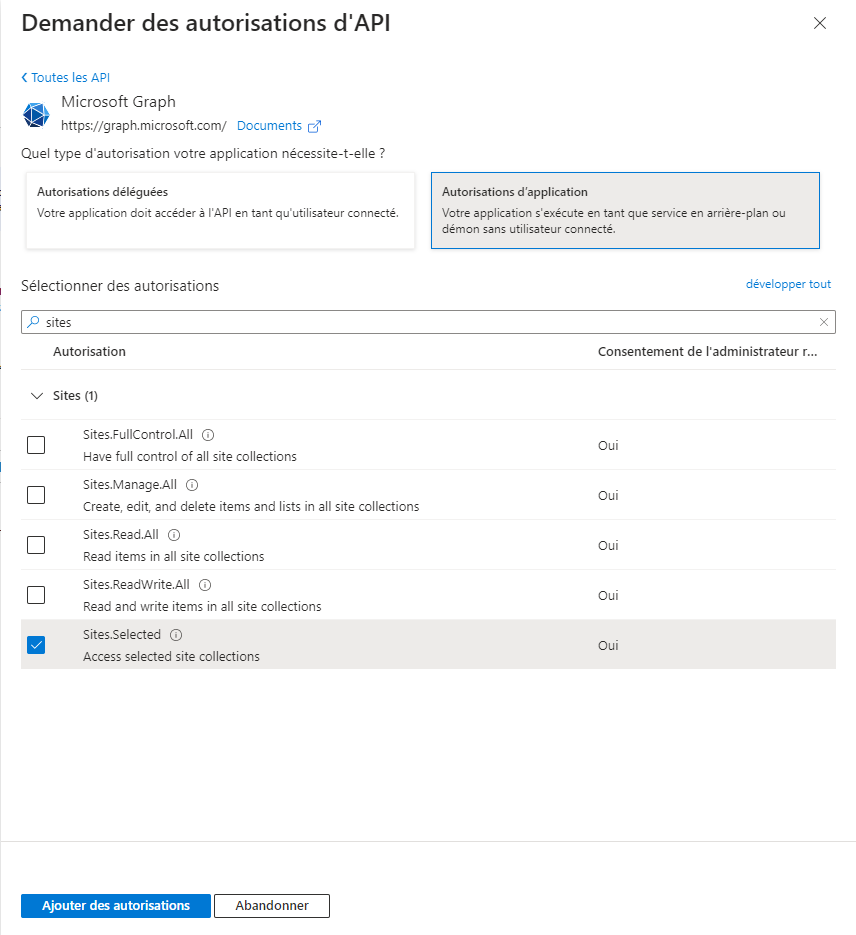 Demander des autorisations d'API
Toutes les API
Microsoft Graph
https://graph.microsoft.com/ Documents
Quel type d'autorisation votre application nécessite-t-elle ?
Autorisations déléguées
Votre application doit accéder à l'API en tant qu'utilisateur connecté.
Autorisations d'application
Votre application s'exécute en tant que service en arrière-plan ou
démon sans utilisateur connecté.
Sélectionner des autorisations
développer tout
sites
Autorisation
Consentement de l'administrateur r...
Sites (1)
Sites.FullControl.All
Have full control of all site collections
Oui
Sites.Manage.All
Create, edit, and delete items and lists in all site collections
Oui
Sites.Read.All
Read items in all site collections
Oui
Sites.ReadWrite.All
Read and write items in all site collections
Oui
Sites.Selected
Access selected site collections
Oui
Ajouter des autorisations
Abandonner